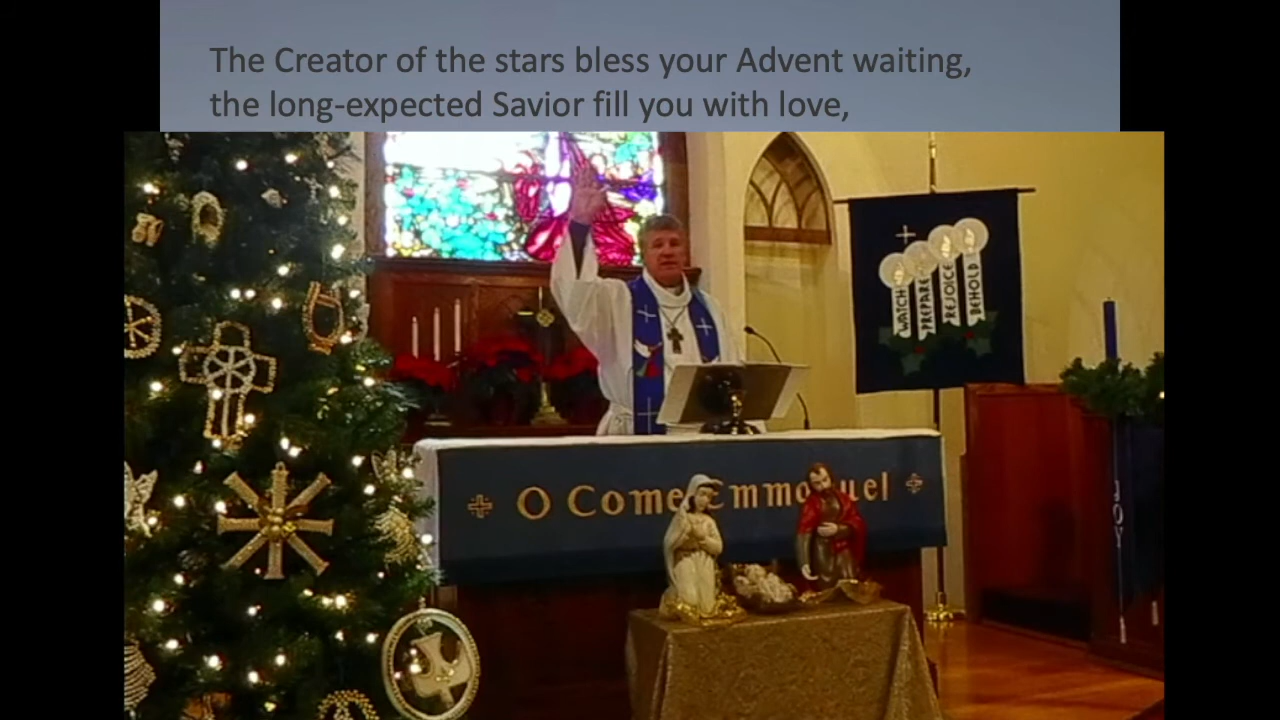 The Creator of the stars bless your Advent waiting,
the long-expected Savior fill you with love,
WATCH
PREPARE
REJOICE
BEHOLD
O Come Emmanuel
JOY